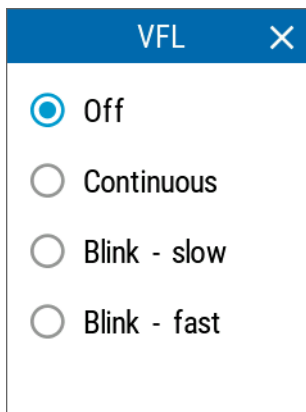 VFL
Off
Continuous
Blink - slow
Blink - fast